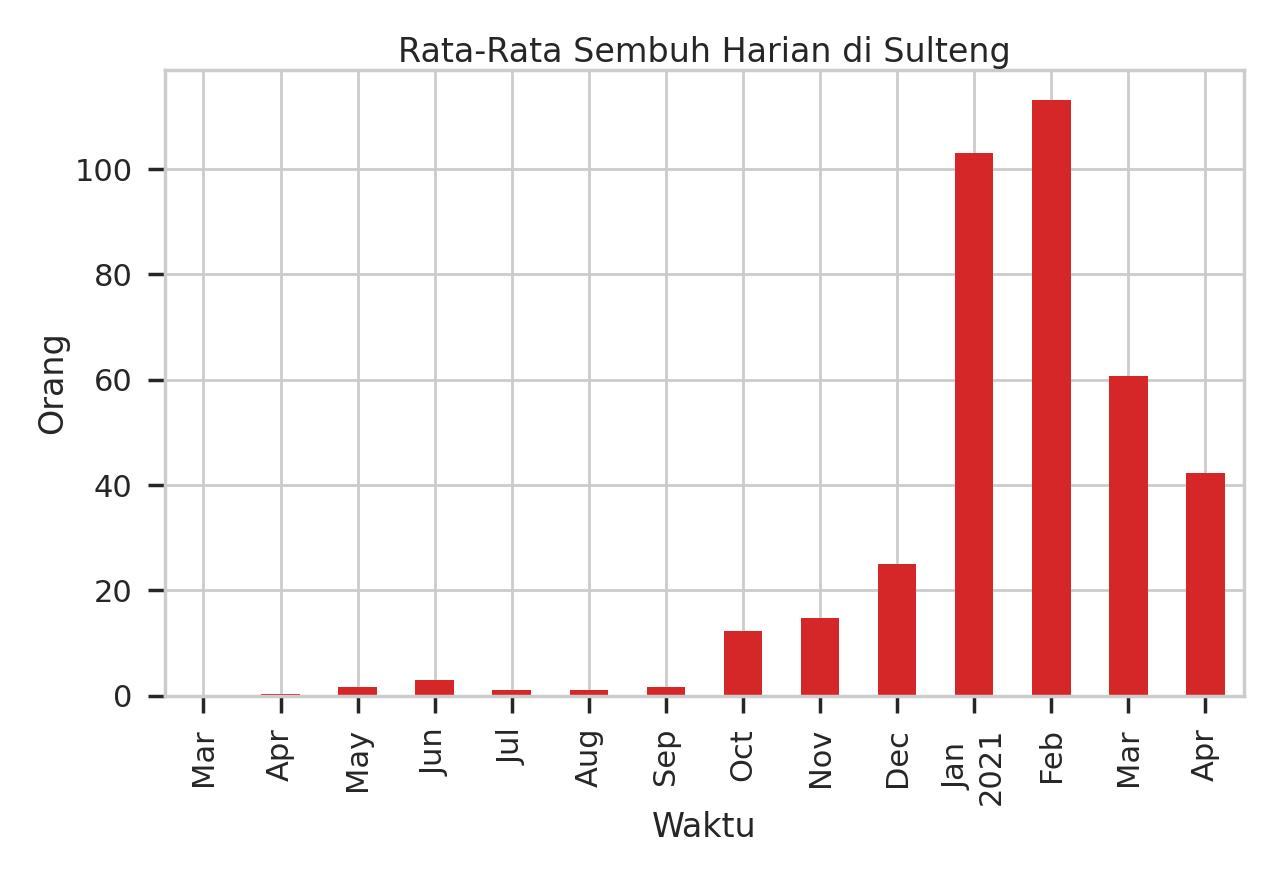 Rata-Rata Sembuh Harian di Sulteng
Orang
100
80
60
40
20
0
Mar
Apr
May
Jun
Jul
Aug
Sep
Oct
Nov
Dec
Jan
2021
Feb
Mar
Apr
Waktu